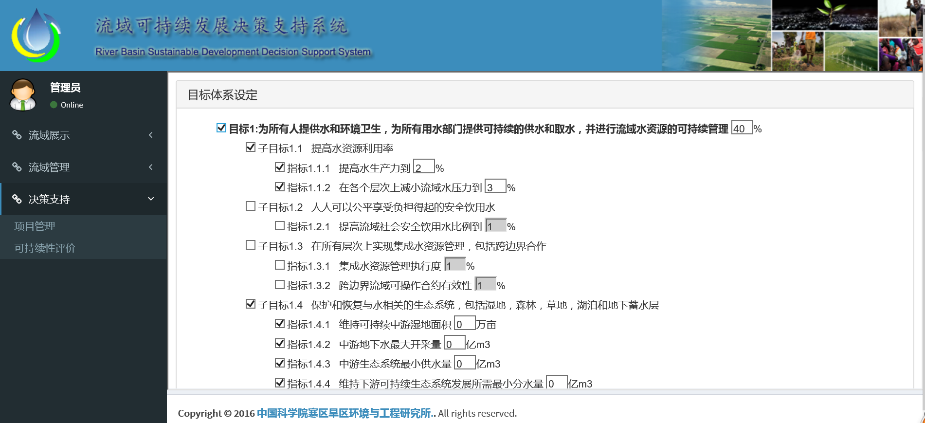 流域可持续发展决策支持系统
River Basin Sustainable Development Decision Support System
管理员
Online
流域展示
流域管理
决策支持
项目管理
可持续性评价
目标体系设定
目标1:为所有人提供水和环境卫生，为所有用水部门提供可持续的供水和取水，并进行流域水资源的可持续管理 40 %
子目标1.1 提高水资源利用率
指标1.1.1 提高水生产力到 2 %
指标1.1.2 在各个层次上减小流域水压力到 3 %
子目标1.2 人人可以公平享受负担得起的安全饮用水
指标1.2.1 提高流域社会安全饮用水比例到 1 %
子目标1.3 在所有层次上实现集成水资源管理，包括跨边界合作
指标1.3.1 集成水资源管理执行度 1 %
指标1.3.2 跨边界流域可操作合约有效性 1 %
子目标1.4 保护和恢复与水相关的生态系统，包括湿地，森林，草地，湖泊和地下蓄水层
指标1.4.1 维持可持续中游湿地面积 0 万亩
指标1.4.2 中游地下水最大开采量 0 亿m3
指标1.4.3 中游生态系统最小供水量 0 亿m3
指标1.4.4 维持下游可持续生态系统发展所需最小分水量 0 亿m3
Copyright © 2016 中国科学院寒区旱区环境与工程研究所.. All rights reserved.